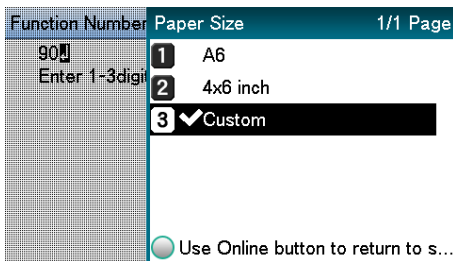 Function Number
90
Enter 1-3digi
Paper Size 1/1 Page
1 A6
2 4x6 inch
3 Custom
Use Online button to return to s...